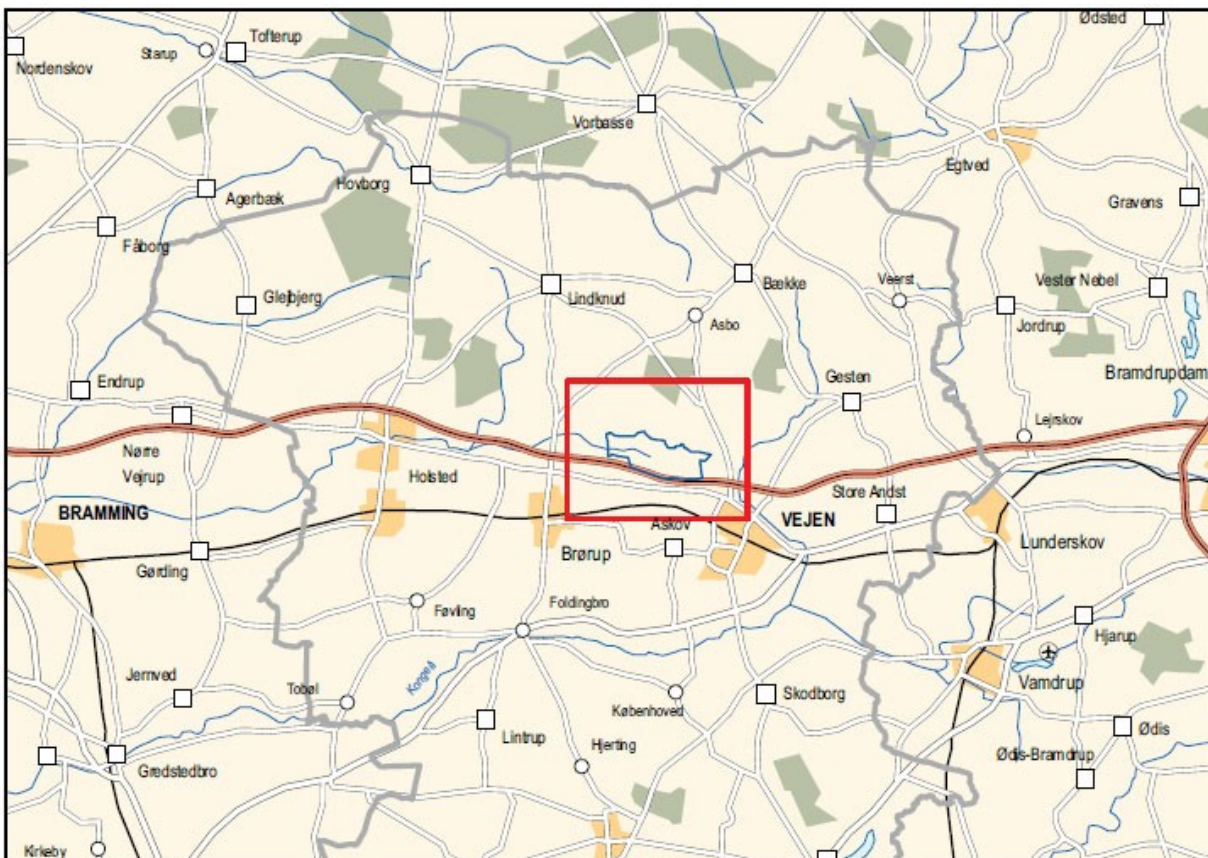 Ødsted
Tofterup
Starup
Nordenskov
Vorbasse
Egtved
Hovborg
Agerbæk
Gravens
Fåborg
Vester Nebel
Bække
Veerst
Glejbjerg
Lindknud
Asbo
Jordrup
Bramdrupdam
Endrup
Gesten
Lejrskov
Nørre
Vejrup
Holsted
Store Andst
BRAMMING
VEJEN
Askov
Lunderskov
Brørup
Gørding
Føvling
Foldingbro
Hjarup
Kongeå
Jernved
Tobøl
Skodborg
Vamdrup
Københoved
Lintrup
Ødis
Hjerting
Ødis-Bramdrup
Gredstedbro
Kirkeby